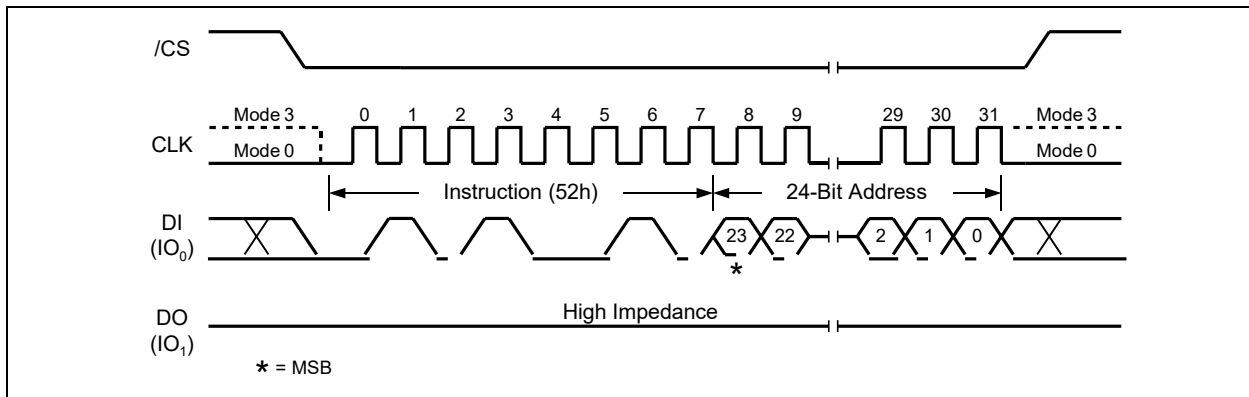 /CS
Mode 3 0 1 2 3 4 5 6 7 8 9 29 30 31 Mode 3
CLK
Mode 0 Mode 0
Instruction (52h) 24-Bit Address
DI
(IO₀) 23 22 2 1 0
*
High Impedance
DO
(IO₁)
* = MSB